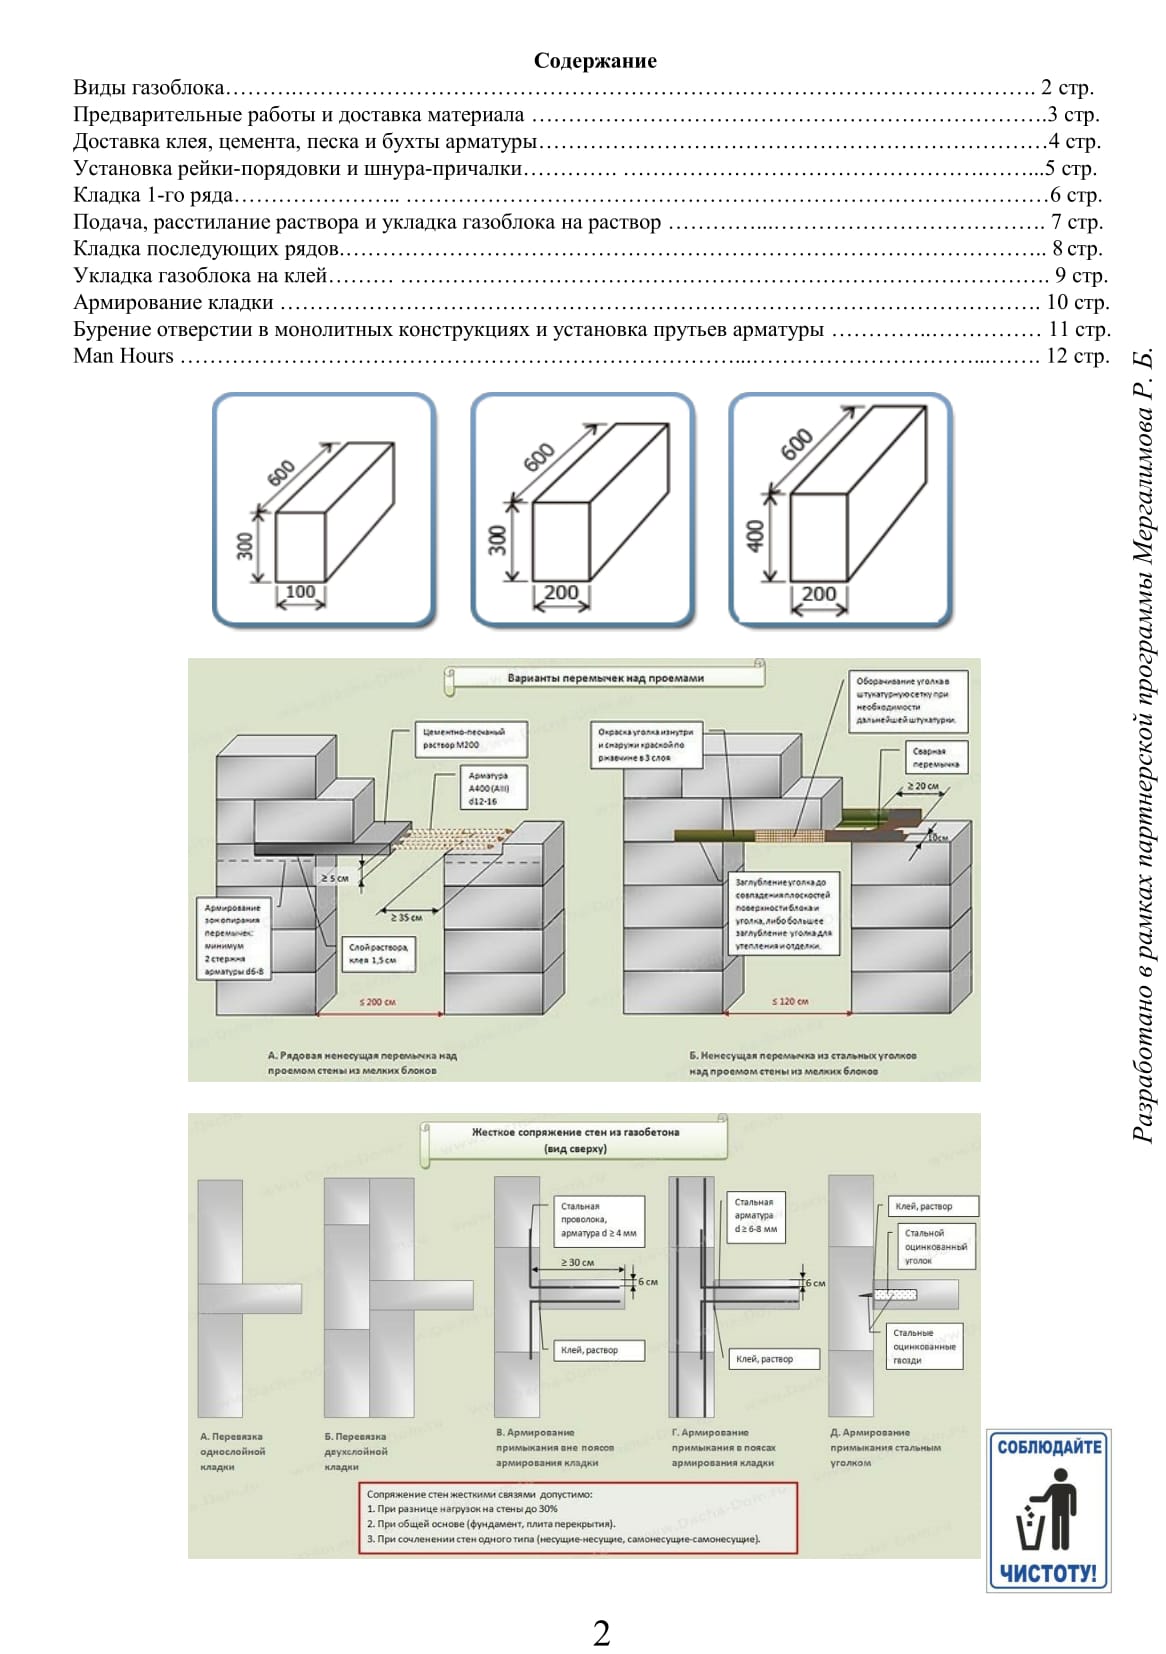 Содержание
Виды газоблока……….……………………………………………………………………………………. 2 стр.
Предварительные работы и доставка материала …………………………………………………………….3 стр.
Доставка клея, цемента, песка и бухты арматуры……………………………………………………………4 стр.
Установка рейки-порядовки и шнура-причалки…………. …………………………………….……...5 стр.
Кладка 1-го ряда………………….. ……………………………………………………………………………6 стр.
Подача, расстилание раствора и укладка газоблока на раствор …………...………………………………. 7 стр.
Кладка последующих рядов.………………………………………………………………………………….. 8 стр.
Укладка газоблока на клей……… ……………………………………………………………………………. 9 стр.
Армирование кладки …………………………………………………………………………………………. 10 стр.
Бурение отверстии в монолитных конструкциях и установка прутьев арматуры …………..…………… 11 стр.
Man Hours …………………………………………………………………...…………………………...……. 12 стр.
600
300
100
600
300
200
600
400
200
Разработано в рамках партнерской программы Мергалимова Р. Б.
Варианты перемычек над проемами
Цементно-песчаный
раствор М200
Арматура
А400 (АIII)
d12-16
≥ 5 см
≥ 35 см
Армирование
зон опирания
перемычек:
минимум
2 стержня
арматуры d6-8
Слой раствора,
клея 1,5 см
≤ 200 см
А. Рядовая ненесущая перемычка над
проемом стены из мелких блоков
Окраска уголка изнутри
и снаружи краской по
ржавчине в 3 слоя
Оборачивание уголка в
штукатурную сетку при
необходимости
дальнейшей штукатурки.
Сварная
перемычка
≥ 20 см
10см
Заглубление уголка до
совпадения плоскостей
поверхности блока и
уголка, либо большее
заглубление уголка для
утепления и отделки.
≤ 120 см
Б. Ненесущая перемычка из стальных уголков
над проемом стены из мелких блоков
Жесткое сопряжение стен из газобетона
(вид сверху)
Стальная
проволока,
арматура d ≥ 4 мм
≥ 30 см
6 см
Клей, раствор
Стальная
арматура
d ≥ 6-8 мм
6 см
Клей, раствор
Клей, раствор
Стальной
оцинкованный
уголок
Стальные
оцинкованные
гвозди
А. Перевязка
однослойной
кладки
Б. Перевязка
двухслойной
кладки
В. Армирование
примыкания вне поясов
армирования кладки
Г. Армирование
примыкания в поясах
армирования кладки
Д. Армирование
примыкания стальным
уголком
Сопряжение стен жесткими связями допустимо:
1. При разнице нагрузок на стены до 30%
2. При общей основе (фундамент, плита перекрытия).
3. При сочленении стен одного типа (несущие-несущие, самонесущие-самонесущие).
СОБЛЮДАЙТЕ
ЧИСТОТУ!
2